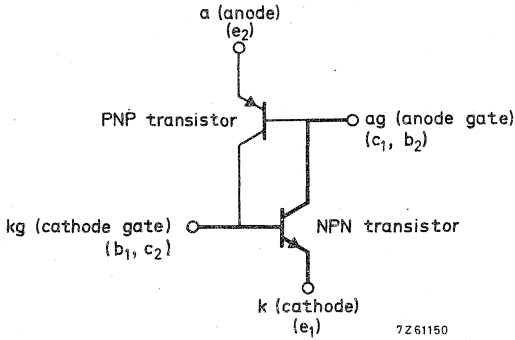 a (anode)
(e₂)
PNP transistor
ag (anode gate)
(c₁, b₂)
kg (cathode gate)
(b₁, c₂)
NPN transistor
k (cathode)
(e₁)
7Z61150